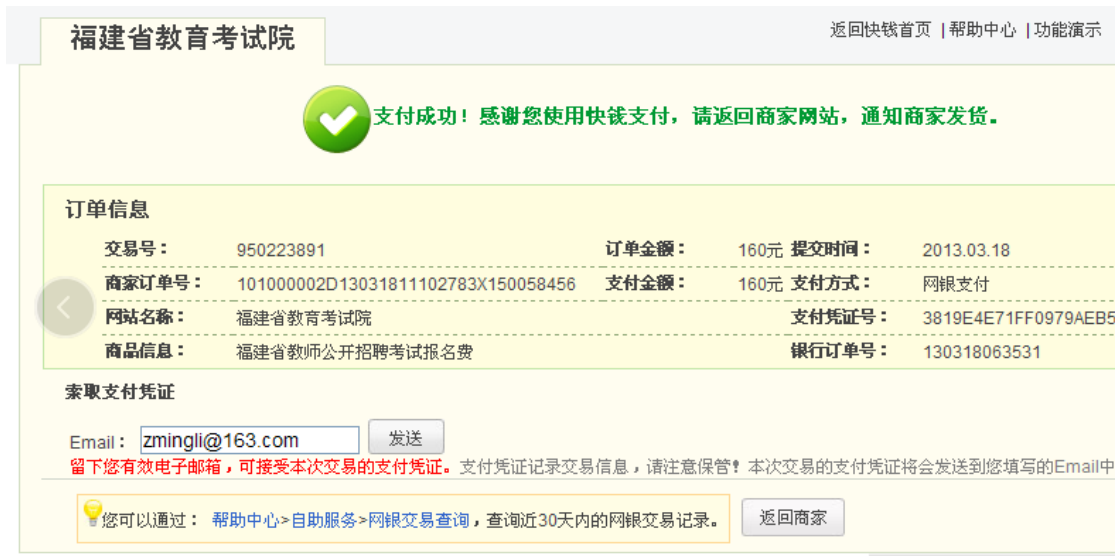 福建省教育考试院
返回快钱首页 | 帮助中心 | 功能演示
支付成功！感谢您使用快钱支付，请返回商家网站，通知商家发货。
订单信息
交易号： 950223891 订单金额： 160元 提交时间： 2013.03.18
商家订单号： 101000002D13031811102783X150058456 支付金额： 160元 支付方式： 网银支付
网站名称： 福建省教育考试院 支付凭证号： 3819E4E71FF0979AEB5
商品信息： 福建省教师公开招聘考试报名费 银行订单号： 130318063531
索取支付凭证
Email： zmingli@163.com 发送
留下您有效电子邮箱，可接受本次交易的支付凭证。支付凭证记录交易信息，请注意保管！本次交易的支付凭证将会发送到您填写的Email中
您可以通过： 帮助中心>自助服务>网银交易查询，查询近30天内的网银交易记录。 返回商家